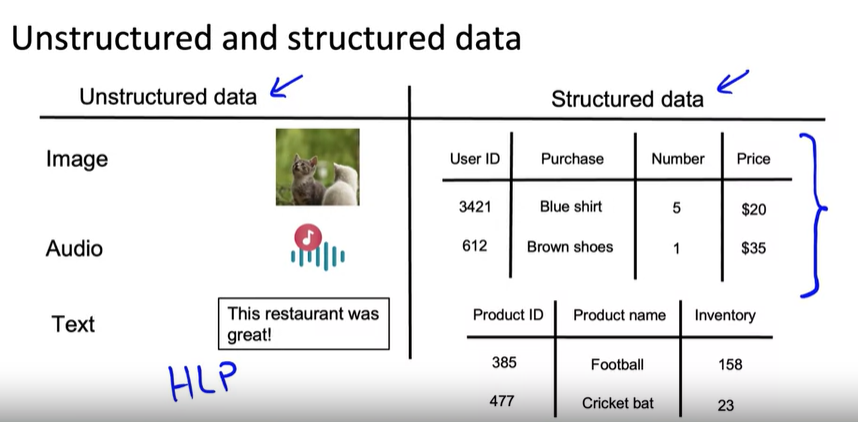 Unstructured and structured data
Unstructured data
Image
Audio
Text
This restaurant was
great!
HLP
Structured data
User ID Purchase Number Price
3421 Blue shirt 5 $20
612 Brown shoes 1 $35
Product ID Product name Inventory
385 Football 158
477 Cricket bat 23